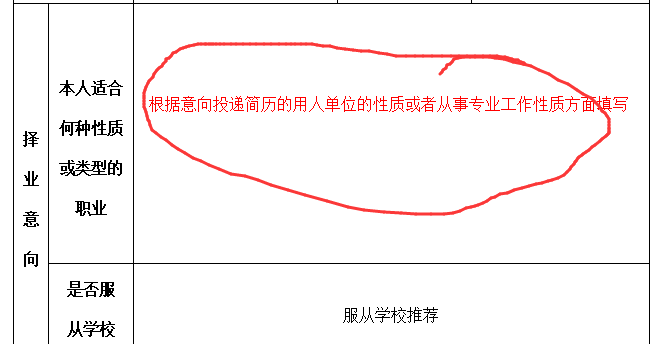 择业意向
本人适合
何种性质
或类型的
职业
根据意向投递简历的用人单位的性质或者从事专业工作性质方面填写
是否服
从学校
服从学校推荐